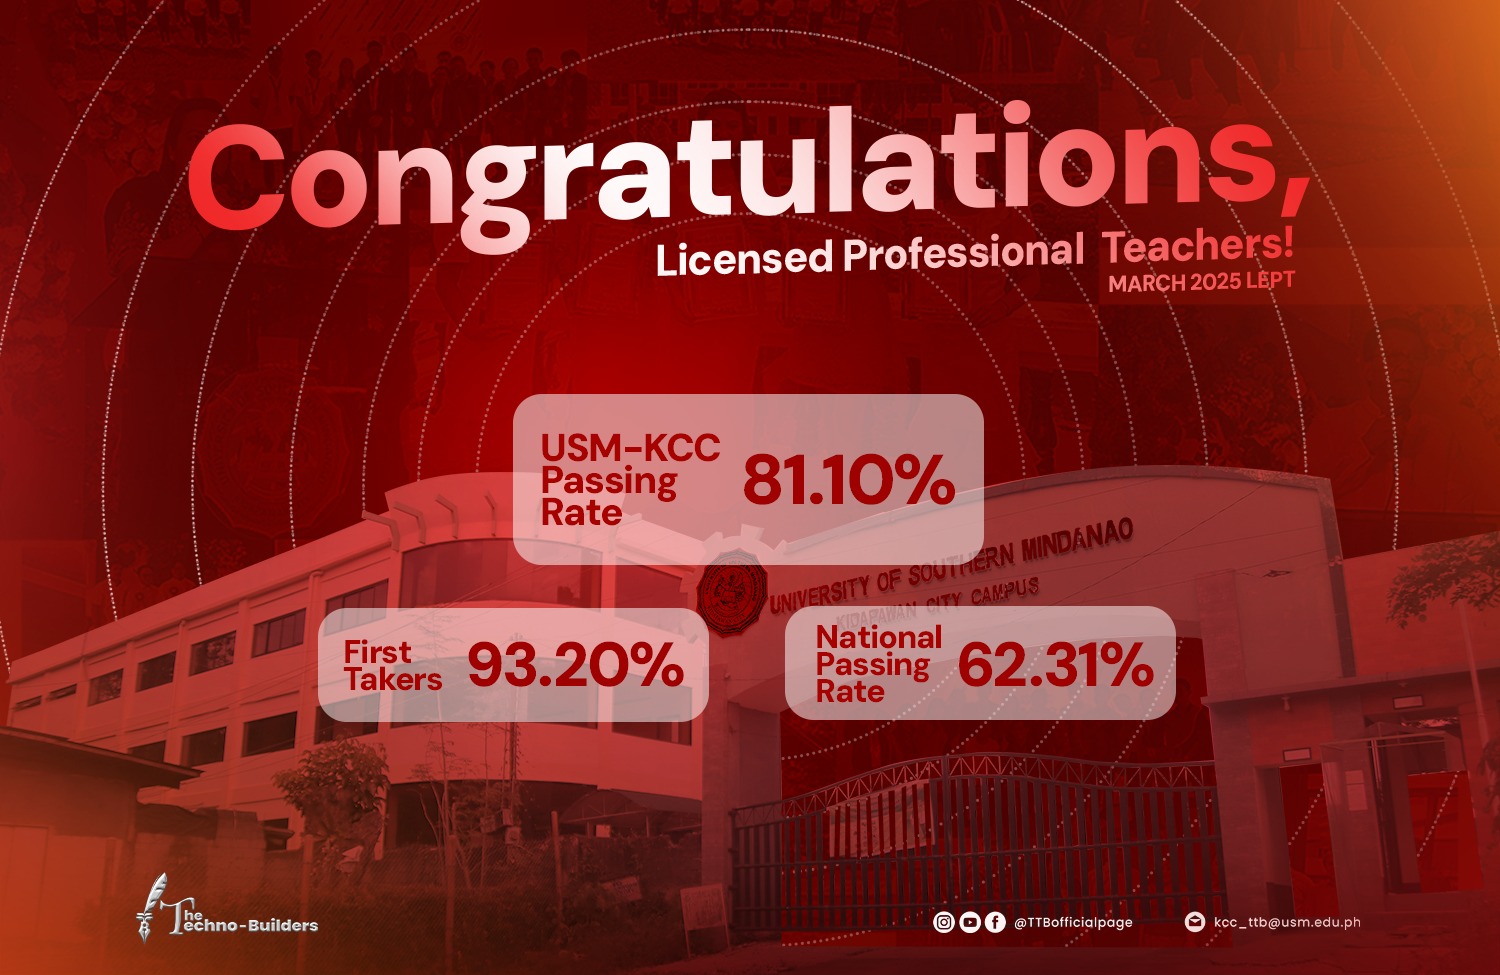 Congratulations,
Licensed Professional Teachers!
MARCH 2025 LEPT
USM-KCC
Passing
Rate
81.10%
UNIVERSITY OF SOUTHERN MINDANAO
KIDAPAWAN CITY CAMPUS
First
Takers
93.20%
National
Passing
Rate
62.31%
The
Techno-Builders
@TTBofficialpage
kcc_ttb@usm.edu.ph